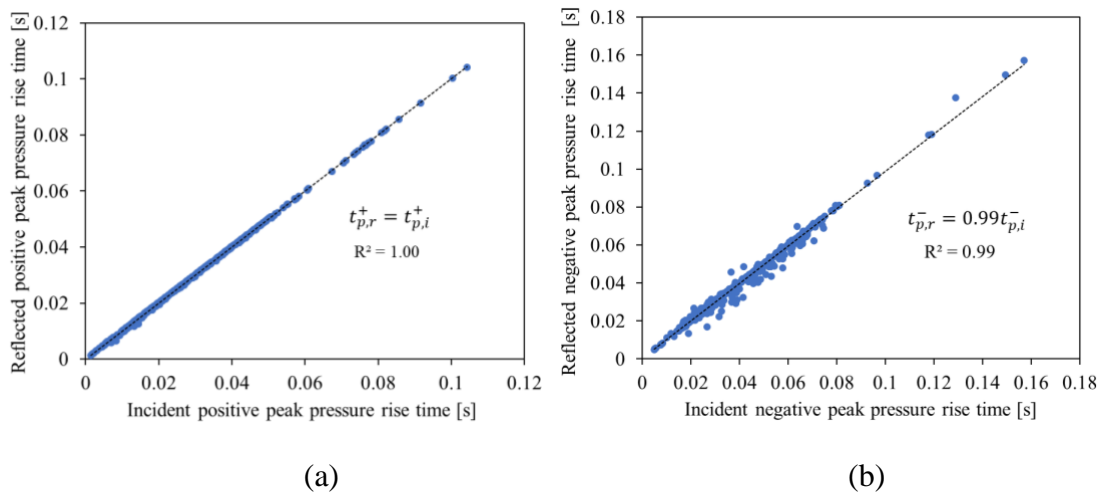 Reflected positive peak pressure rise time [s]
0.12
0.1
0.08
0.06
0.04
0.02
0
t⁺p,r = t⁺p,i
R² = 1.00
0 0.02 0.04 0.06 0.08 0.1 0.12
Incident positive peak pressure rise time [s]
(a)
Reflected negative peak pressure rise time [s]
0.18
0.16
0.14
0.12
0.1
0.08
0.06
0.04
0.02
0
t⁻p,r = 0.99t⁻p,i
R² = 0.99
0 0.02 0.04 0.06 0.08 0.1 0.12 0.14 0.16 0.18
Incident negative peak pressure rise time [s]
(b)